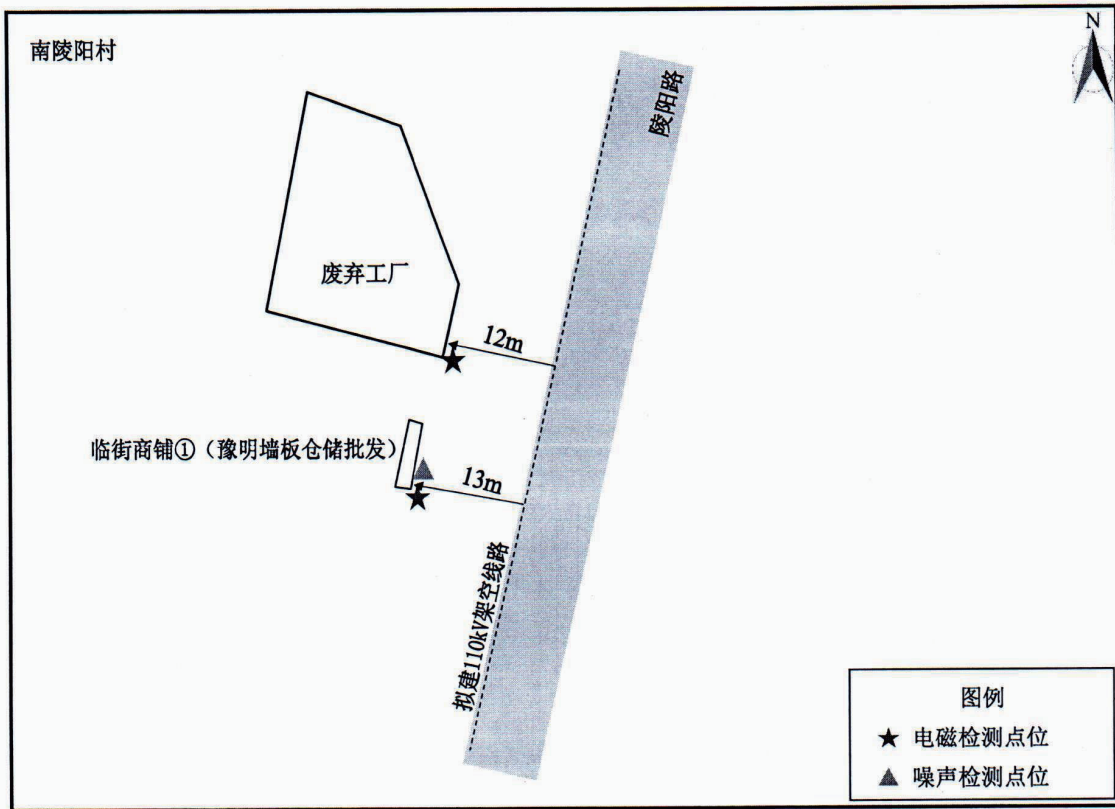 南陵阳村
N
陵阳路
废弃工厂
12m
临街商铺①（豫明墙板仓储批发）
13m
拟建110kV架空线路
图例
电磁检测点位
噪声检测点位